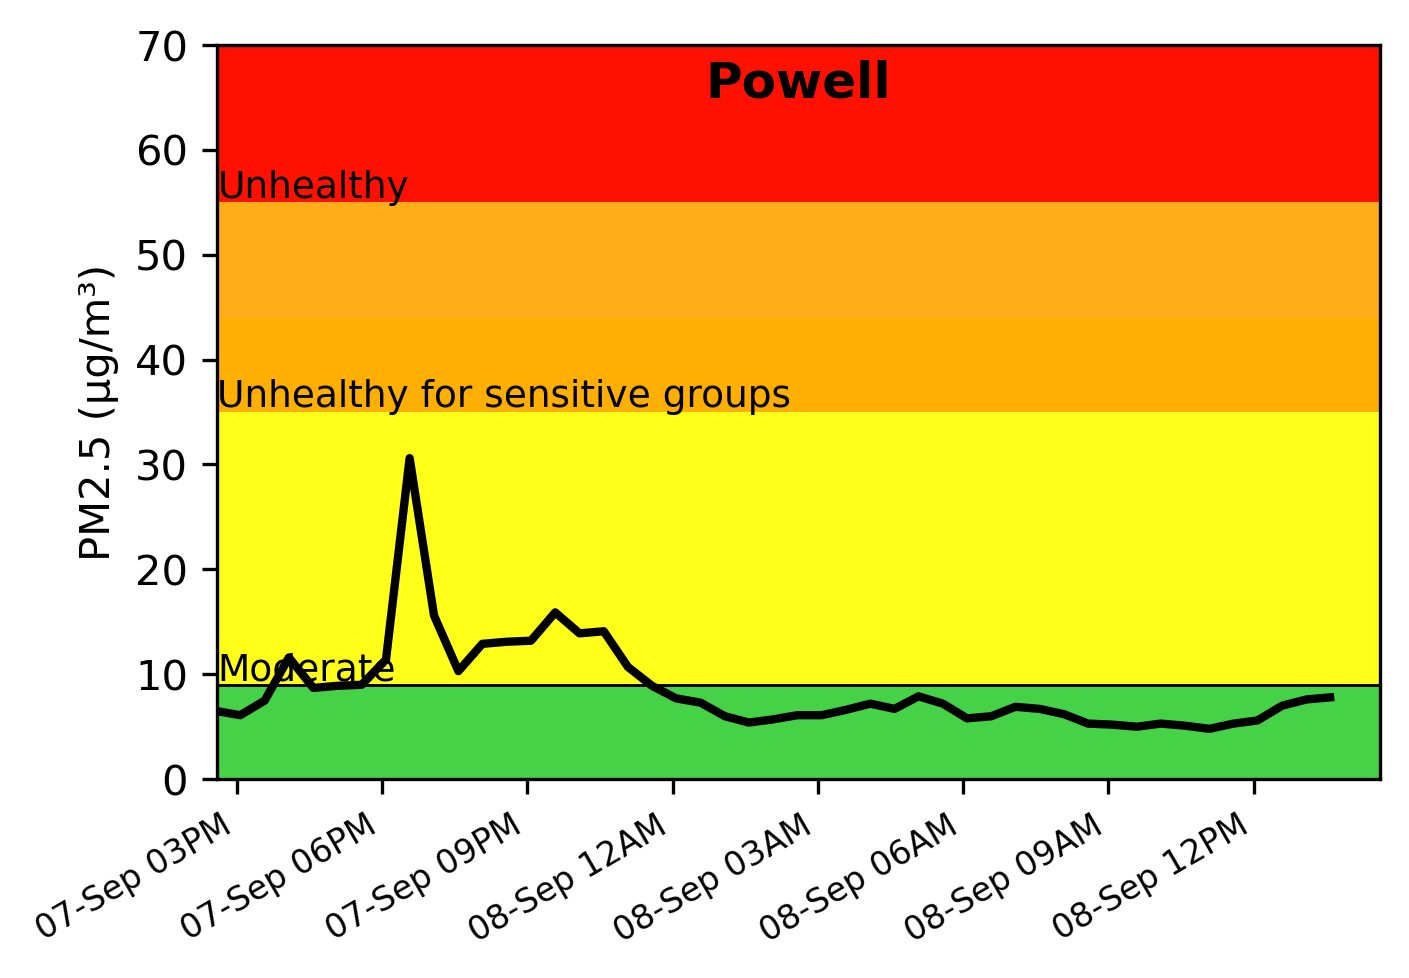 Powell
70
60
50
40
30
20
10
0
PM2.5 (µg/m³)
Unhealthy
Unhealthy for sensitive groups
Moderate
07-Sep 03PM
07-Sep 06PM
07-Sep 09PM
08-Sep 12AM
08-Sep 03AM
08-Sep 06AM
08-Sep 09AM
08-Sep 12PM